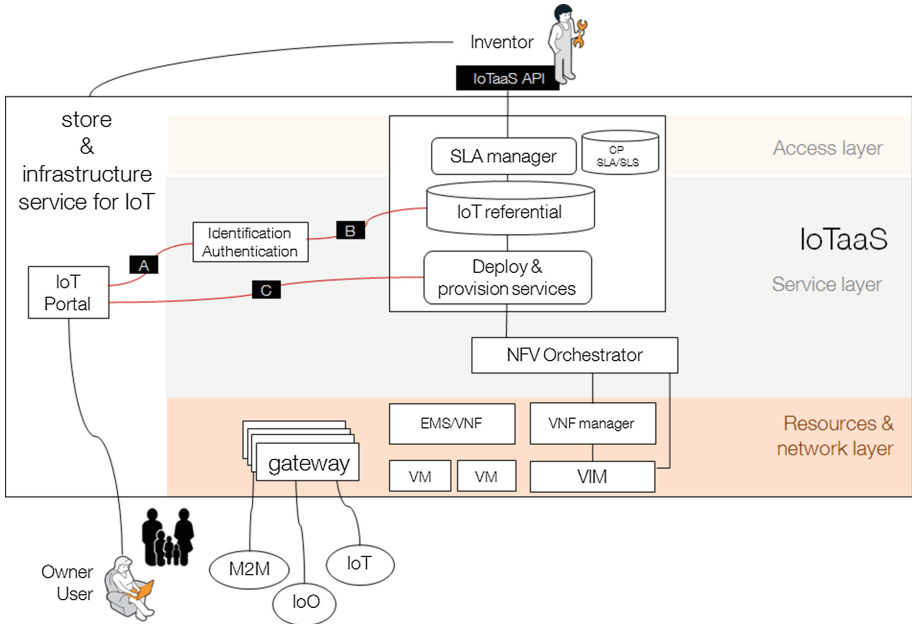 Inventor
IoTaaS API
store
&
infrastructure
service for IoT
Access layer
SLA manager
CP
SLA/SLS
IoT referential
Identification
Authentication
A
B
C
IoTaaS
Service layer
IoT
Portal
Deploy &
provision services
NFV Orchestrator
Resources &
network layer
EMS/VNF
VNF manager
gateway
VM
VM
VIM
M2M
IoO
IoT
Owner
User